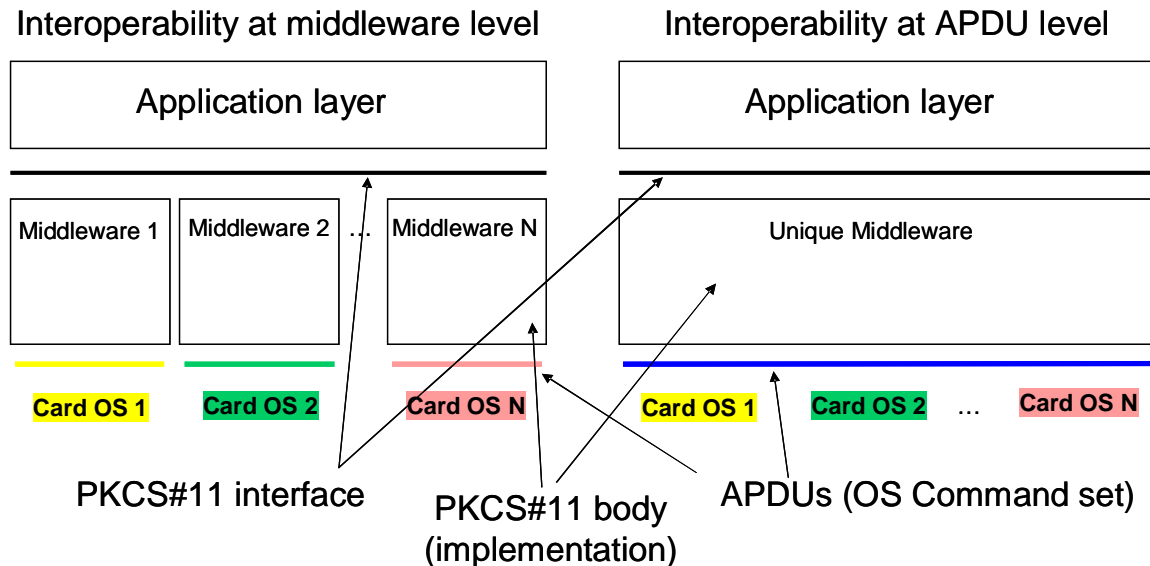 Interoperability at middleware level
Interoperability at APDU level
Application layer
Application layer
Middleware 1
Middleware 2
...
Middleware N
Unique Middleware
Card OS 1
Card OS 2
Card OS N
Card OS 1
Card OS 2
...
Card OS N
PKCS#11 interface
PKCS#11 body
(implementation)
APDUs (OS Command set)